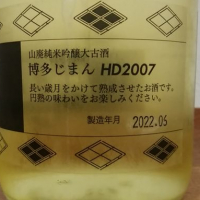 山廃純米吟醸大古酒
博多じまん HD2007
長い歳月をかけて熟成させたお酒です。
円熟の味わいをお楽しみください。
製造年月 2022.05